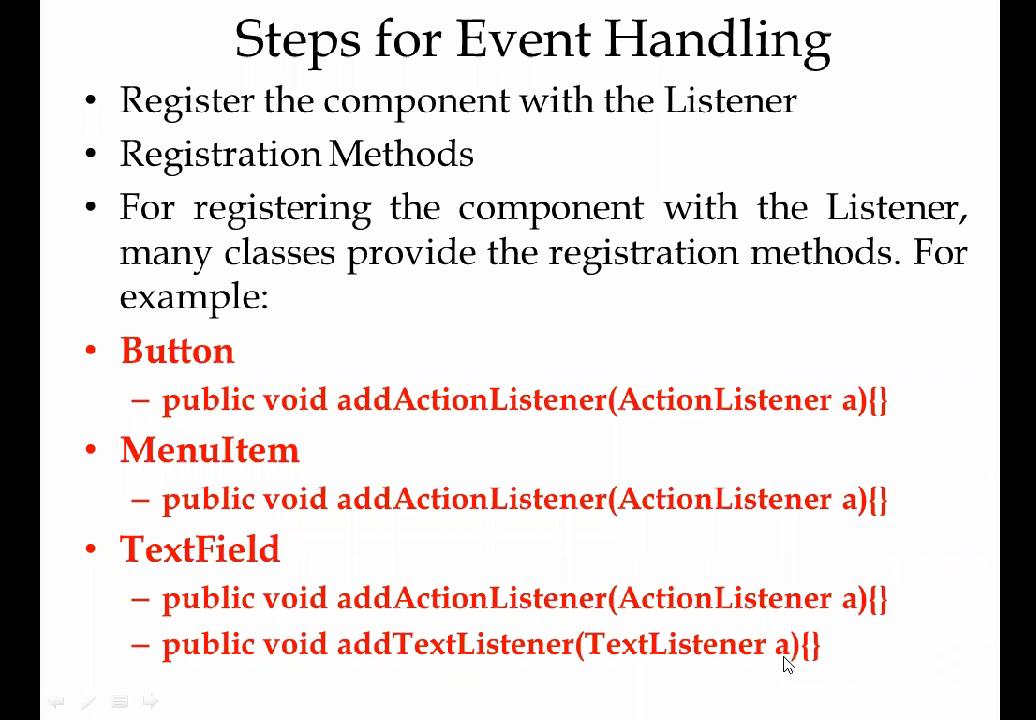 Steps for Event Handling
• Register the component with the Listener
• Registration Methods
• For registering the component with the Listener,
many classes provide the registration methods. For
example:
• Button
– public void addActionListener(ActionListener a){}
• MenuItem
– public void addActionListener(ActionListener a){}
• TextField
– public void addActionListener(ActionListener a){}
– public void addTextListener(TextListener a){}